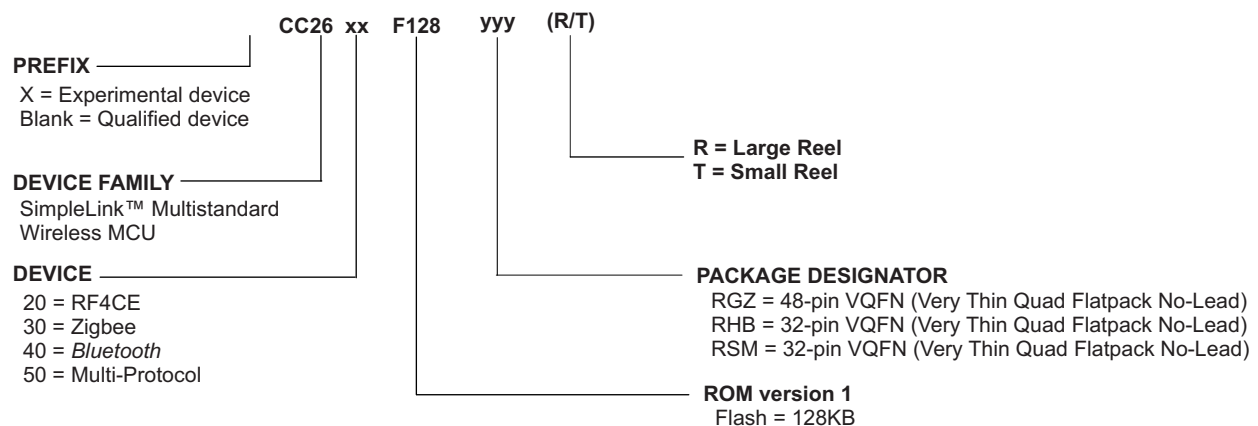 CC26 xx F128 yyy (R/T)
PREFIX
X = Experimental device
Blank = Qualified device
DEVICE FAMILY
SimpleLink™ Multistandard
Wireless MCU
DEVICE
20 = RF4CE
30 = Zigbee
40 = Bluetooth
50 = Multi-Protocol
R = Large Reel
T = Small Reel
PACKAGE DESIGNATOR
RGZ = 48-pin VQFN (Very Thin Quad Flatpack No-Lead)
RHB = 32-pin VQFN (Very Thin Quad Flatpack No-Lead)
RSM = 32-pin VQFN (Very Thin Quad Flatpack No-Lead)
ROM version 1
Flash = 128KB